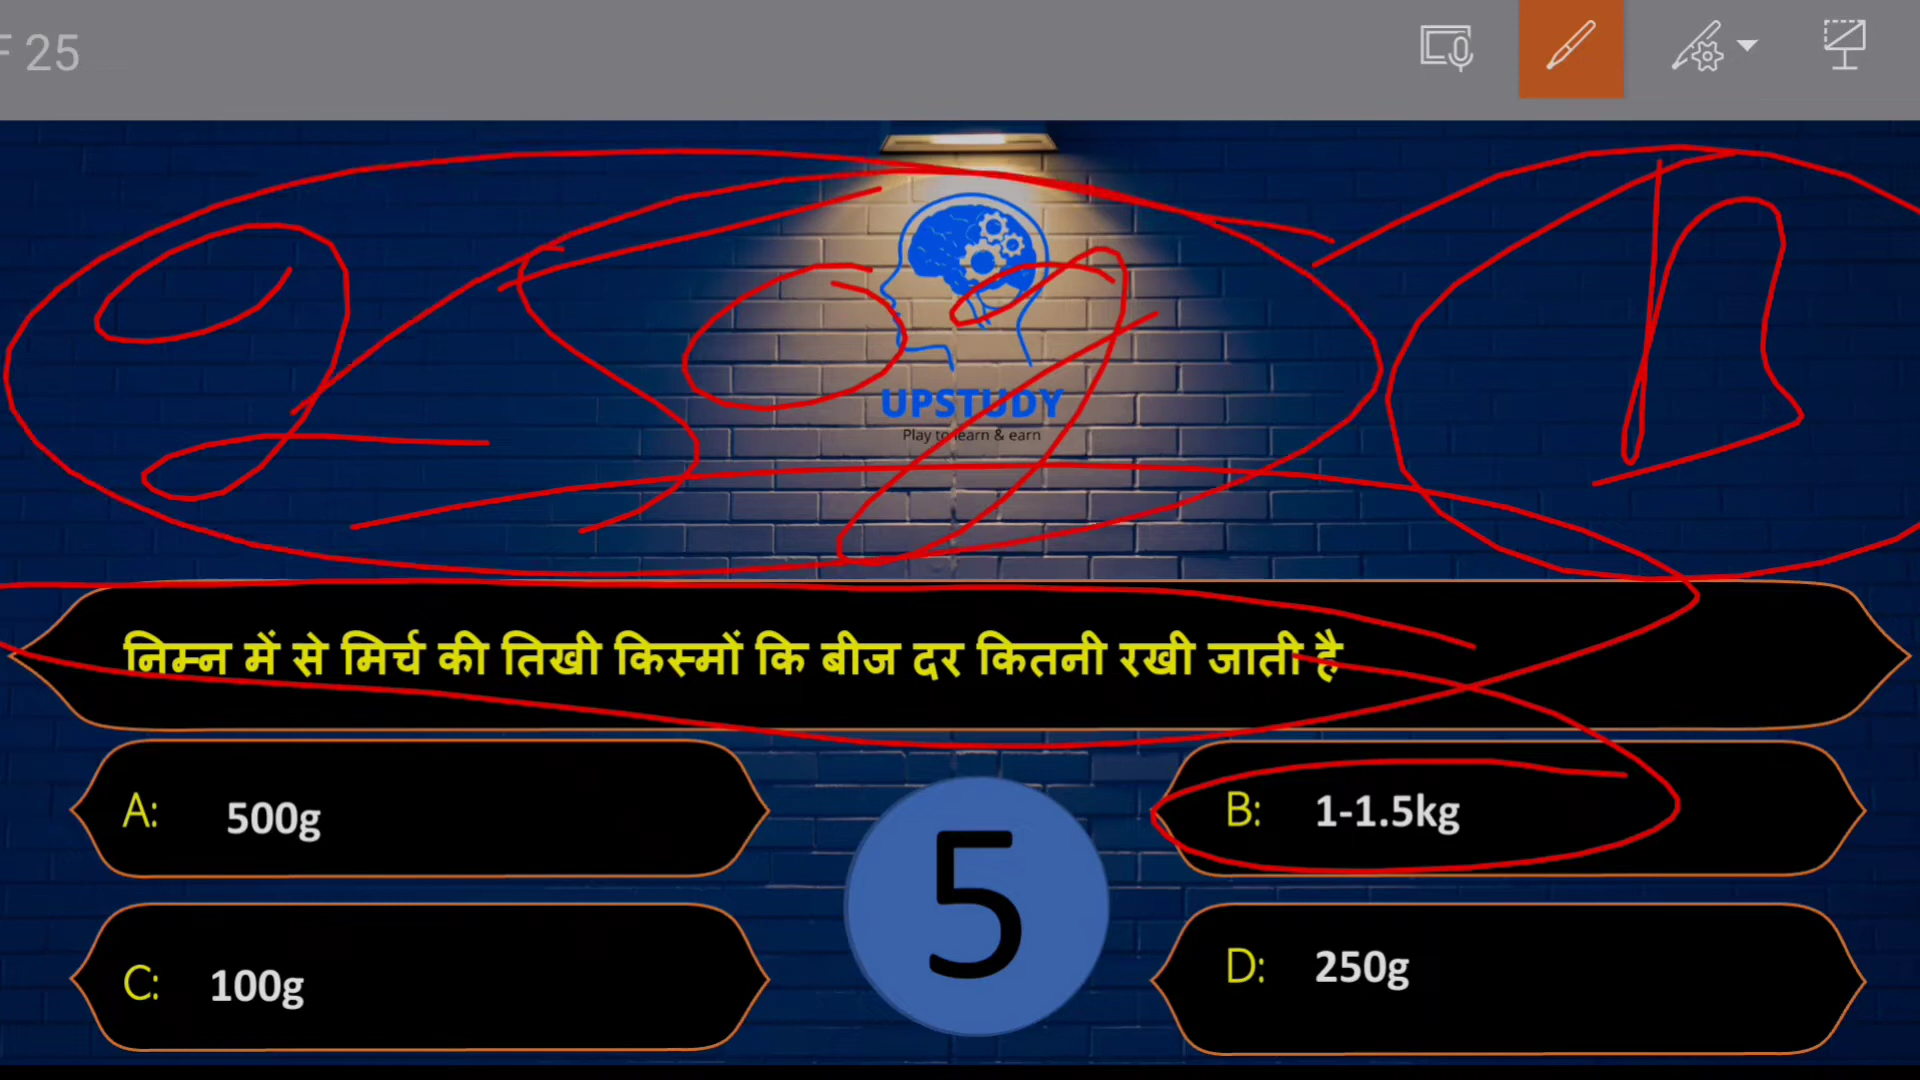 F 25
UPSTUDY
Play to learn & earn
निम्न में से मिर्च की तिखी किस्मों कि बीज दर कितनी रखी जाती है
A: 500g
B: 1-1.5kg
5
C: 100g
D: 250g